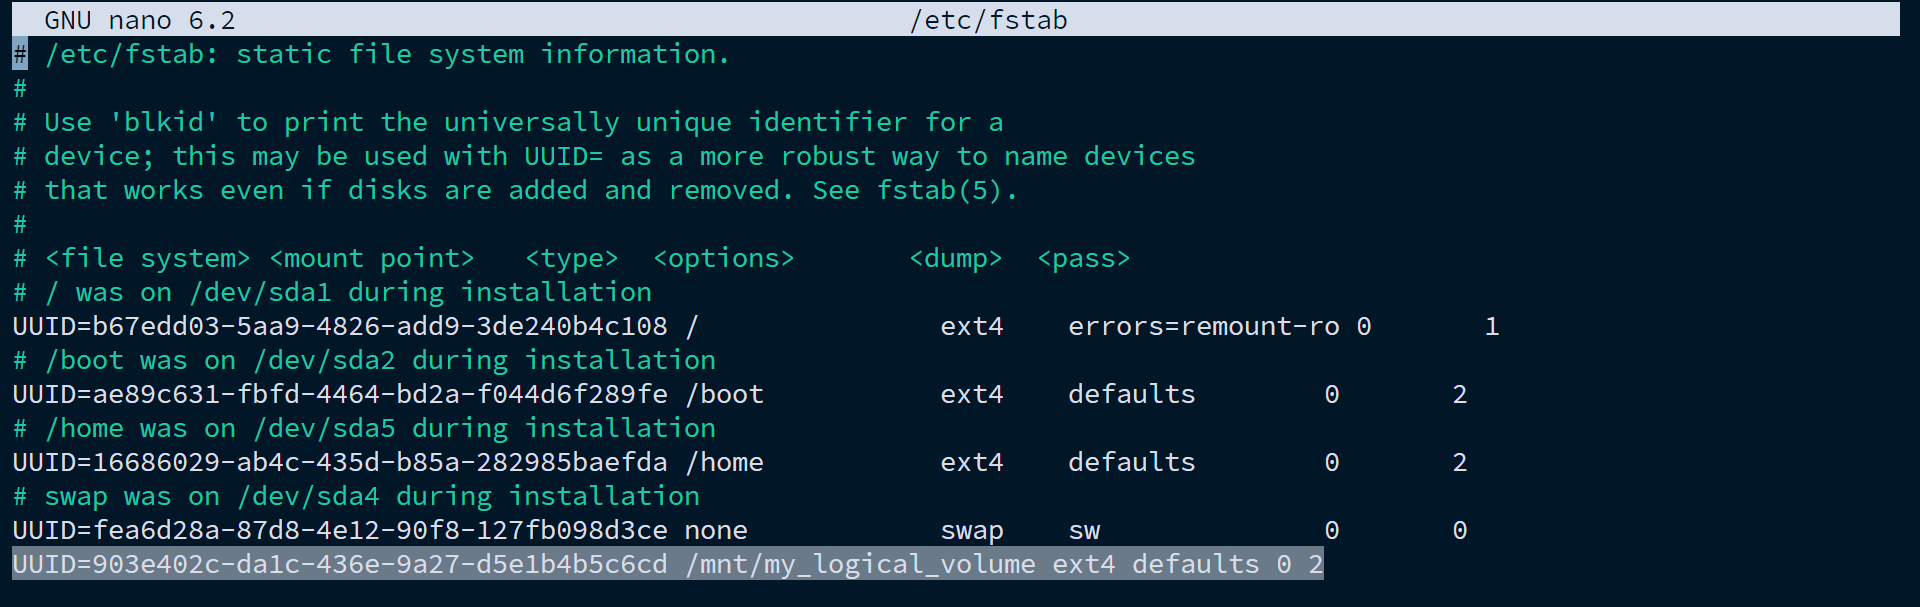 GNU nano 6.2 /etc/fstab
# /etc/fstab: static file system information.
#
# Use 'blkid' to print the universally unique identifier for a
# device; this may be used with UUID= as a more robust way to name devices
# that works even if disks are added and removed. See fstab(5).
#
# <file system> <mount point>   <type>  <options>       <dump>  <pass>
# / was on /dev/sda1 during installation
UUID=b67edd03-5aa9-4826-add9-3de240b4c108 /               ext4    errors=remount-ro 0       1
# /boot was on /dev/sda2 during installation
UUID=ae89c631-fbfd-4464-bd2a-f044d6f289fe /boot           ext4    defaults        0       2
# /home was on /dev/sda5 during installation
UUID=16686029-ab4c-435d-b85a-282985baefda /home           ext4    defaults        0       2
# swap was on /dev/sda4 during installation
UUID=fea6d28a-87d8-4e12-90f8-127fb098d3ce none            swap    sw              0       0
UUID=903e402c-da1c-436e-9a27-d5e1b4b5c6cd /mnt/my_logical_volume ext4 defaults 0 2